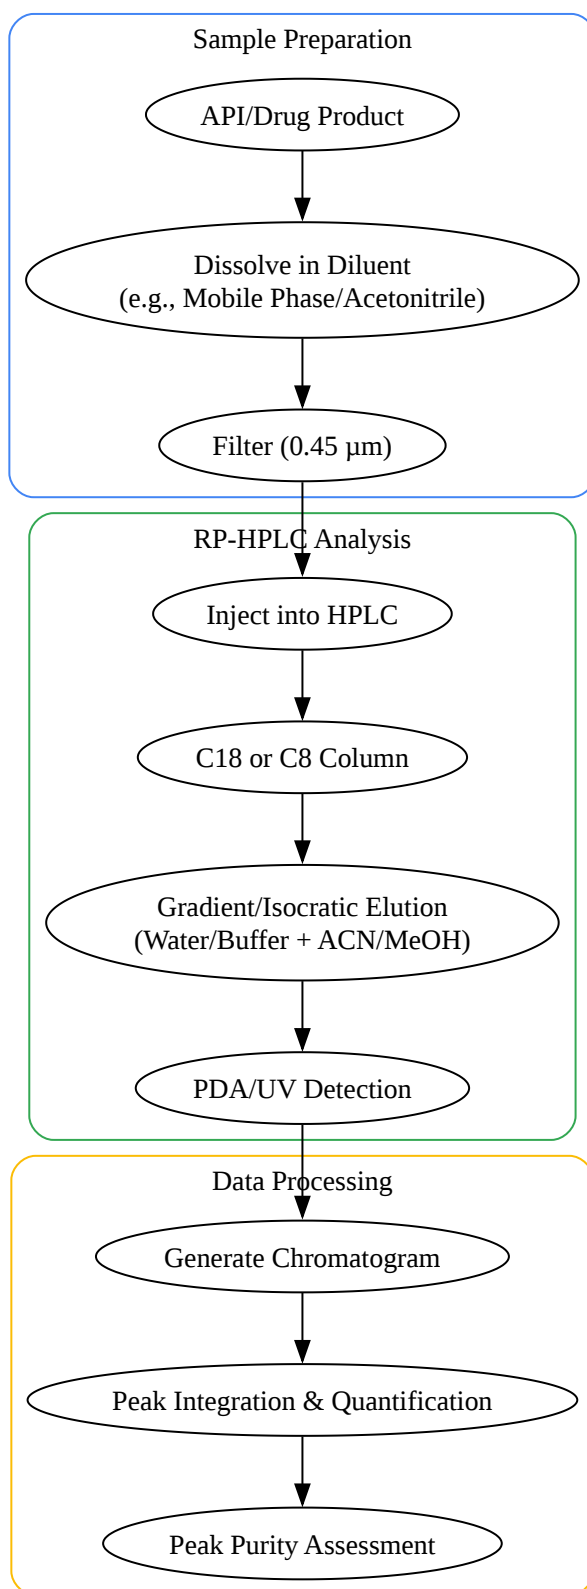 Sample Preparation
API/Drug Product
Dissolve in Diluent
(e.g., Mobile Phase/Acetonitrile)
Filter (0.45 µm)
RP-HPLC Analysis
Inject into HPLC
C18 or C8 Column
Gradient/Isocratic Elution
(Water/Buffer + ACN/MeOH)
PDA/UV Detection
Data Processing
Generate Chromatogram
Peak Integration & Quantification
Peak Purity Assessment